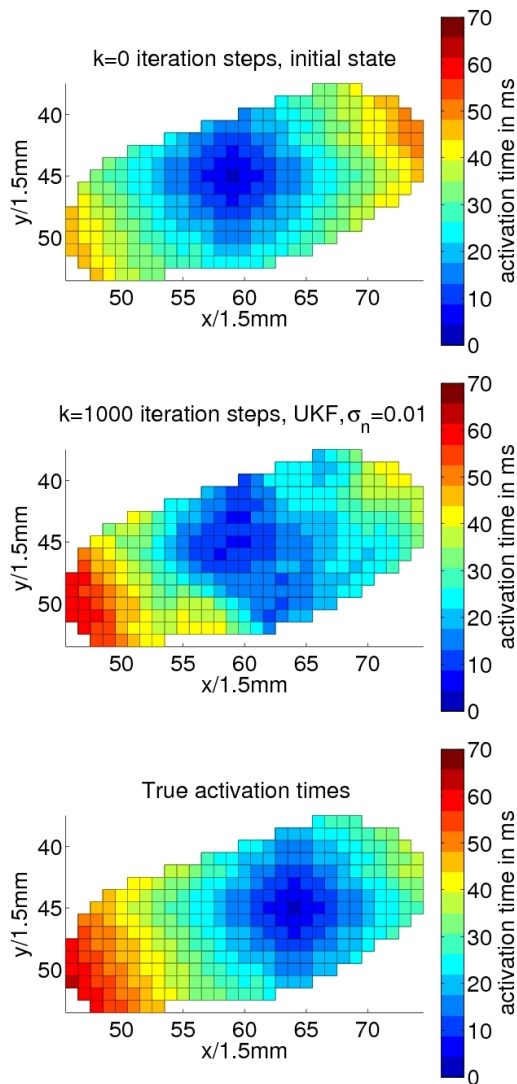 k=0 iteration steps, initial state
y/1.5mm
40
45
50
50 55 60 65 70
x/1.5mm
70
60
50
40
30
20
10
0
activation time in ms
k=1000 iteration steps, UKF, σn=0.01
y/1.5mm
40
45
50
50 55 60 65 70
x/1.5mm
70
60
50
40
30
20
10
0
activation time in ms
True activation times
y/1.5mm
40
45
50
50 55 60 65 70
x/1.5mm
70
60
50
40
30
20
10
0
activation time in ms